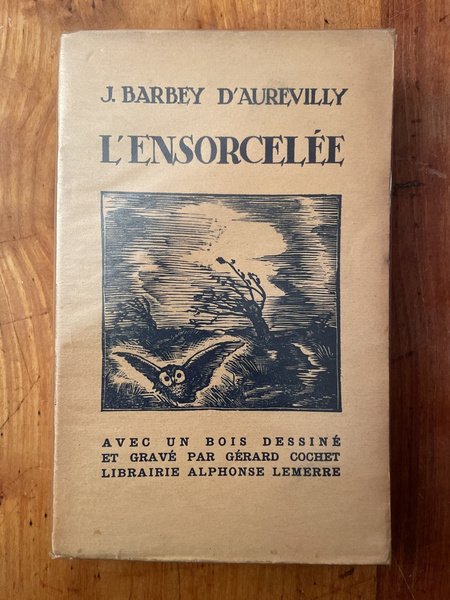 J. BARBEY D'AUREVILLY
L'ENSORCELÉE
AVEC UN BOIS DESSINÉ
ET GRAVÉ PAR GÉRARD COCHET
LIBRAIRIE ALPHONSE LEMERRE